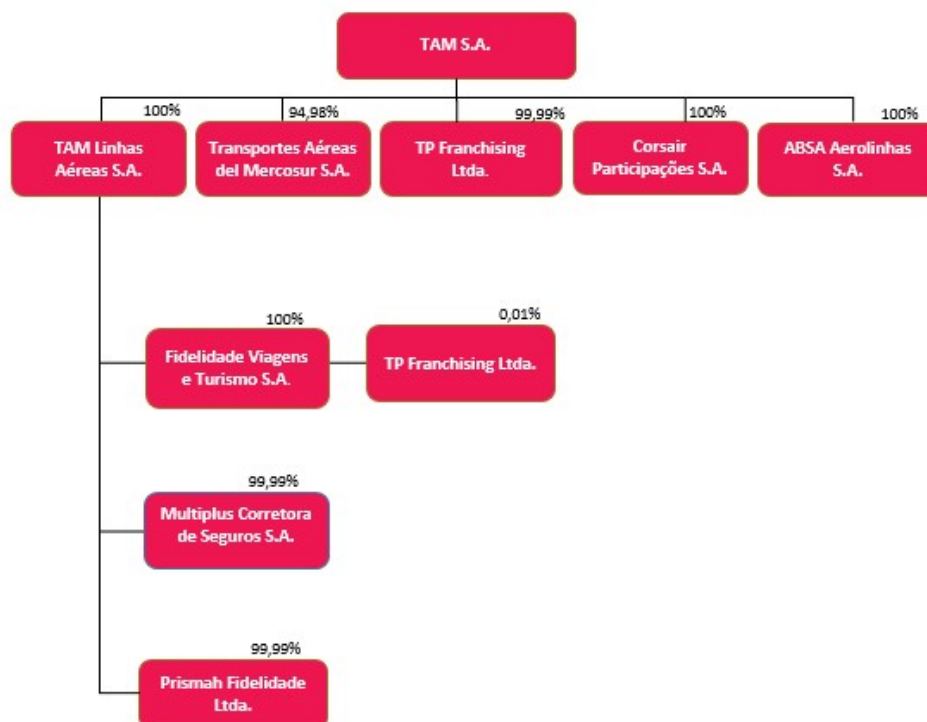 TAM S.A.
100%
94,98%
99,99%
100%
100%
TAM Linhas
Aéreas S.A.
Transportes Aéreas
del Mercosur S.A.
TP Franchising
Ltda.
Corsair
Participações S.A.
ABSA Aerolinhas
S.A.
100%
0,01%
Fidelidade Viagens
e Turismo S.A.
TP Franchising Ltda.
99,99%
Multiplus Corretora
de Seguros S.A.
99,99%
Prismah Fidelidade
Ltda.